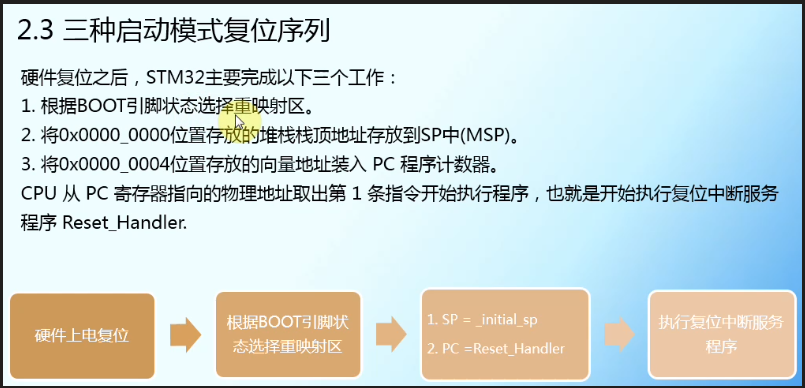 2.3 三种启动模式复位序列
硬件复位之后，STM32主要完成以下三个工作：
1. 根据BOOT引脚状态选择重映射区。
2. 将0x0000_0000位置存放的堆栈栈顶地址存放到SP中(MSP)。
3. 将0x0000_0004位置存放的向量地址装入 PC 程序计数器。
CPU 从 PC 寄存器指向的物理地址取出第 1 条指令开始执行程序，也就是开始执行复位中断服务
程序 Reset_Handler.
硬件上电复位
根据BOOT引脚状
态选择重映射区
1. SP = _initial_sp
2. PC =Reset_Handler
执行复位中断服务
程序